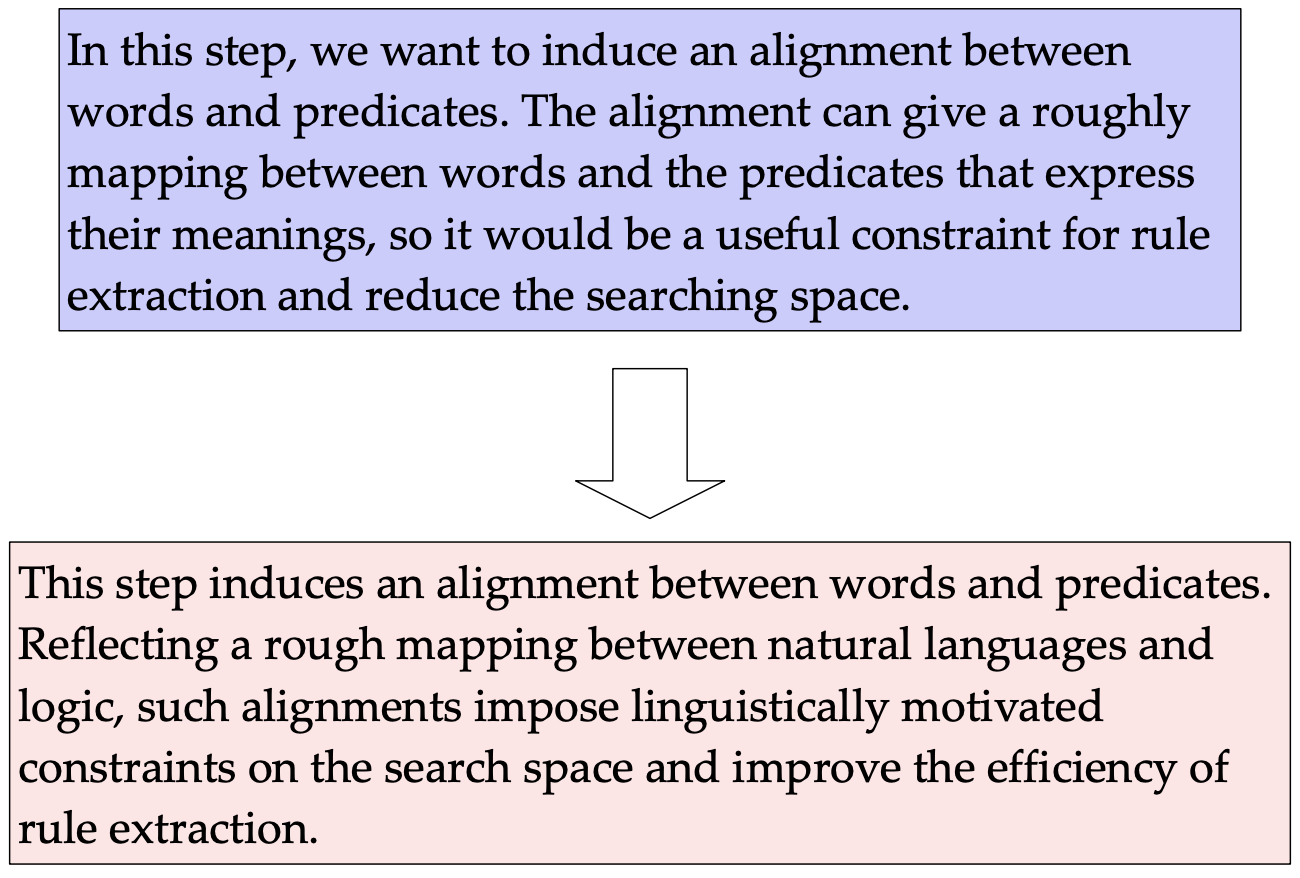 In this step, we want to induce an alignment between
words and predicates. The alignment can give a roughly
mapping between words and the predicates that express
their meanings, so it would be a useful constraint for rule
extraction and reduce the searching space.
This step induces an alignment between words and predicates.
Reflecting a rough mapping between natural languages and
logic, such alignments impose linguistically motivated
constraints on the search space and improve the efficiency of
rule extraction.